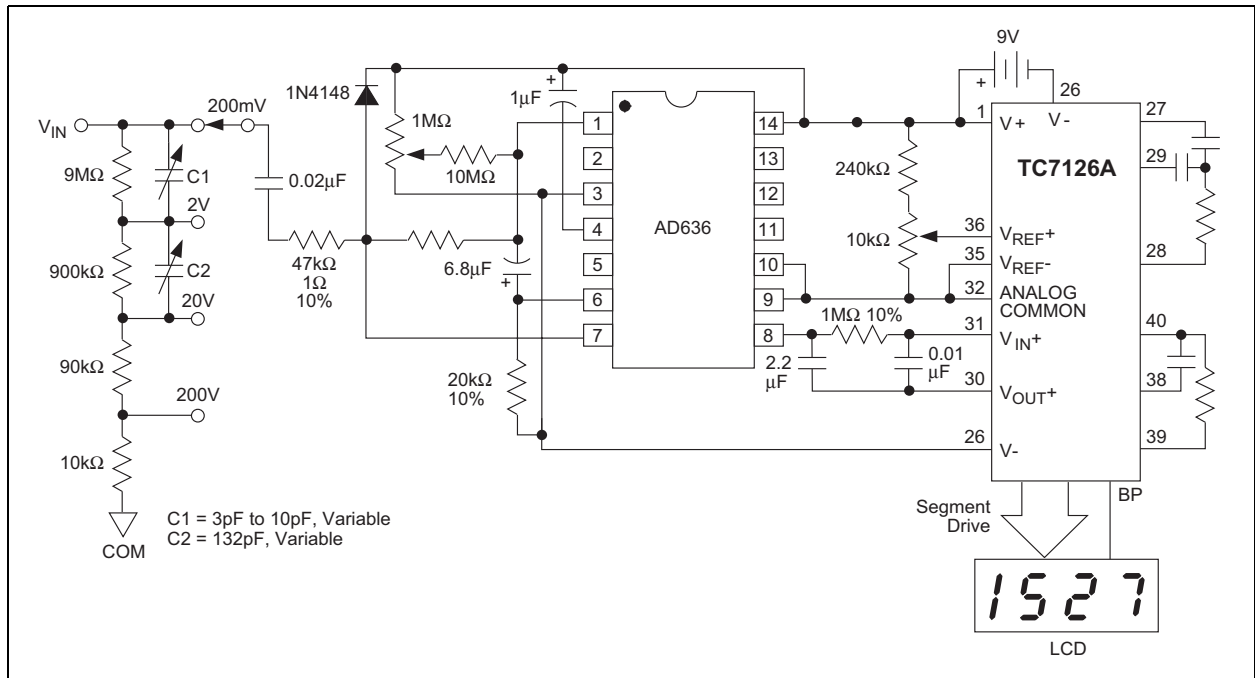 9V
26
V-
1N4148
1µF
V_IN
200mV
1MΩ
10MΩ
0.02µF
9MΩ
C1
2V
900kΩ
C2
20V
90kΩ
200V
10kΩ
COM
47kΩ
1Ω
10%
6.8µF
20kΩ
10%
C1 = 3pF to 10pF, Variable
C2 = 132pF, Variable
+
+
+
1
2
3
4
5
6
7
AD636
14
13
12
11
10
9
8
240kΩ
10kΩ
1MΩ 10%
2.2
µF
0.01
µF
TC7126A
1 V+
36 V_REF+
35 V_REF-
32 ANALOG
COMMON
31 V_IN+
30 V_OUT+
26 V-
27
29
28
40
38
39
BP
Segment
Drive
1527
LCD